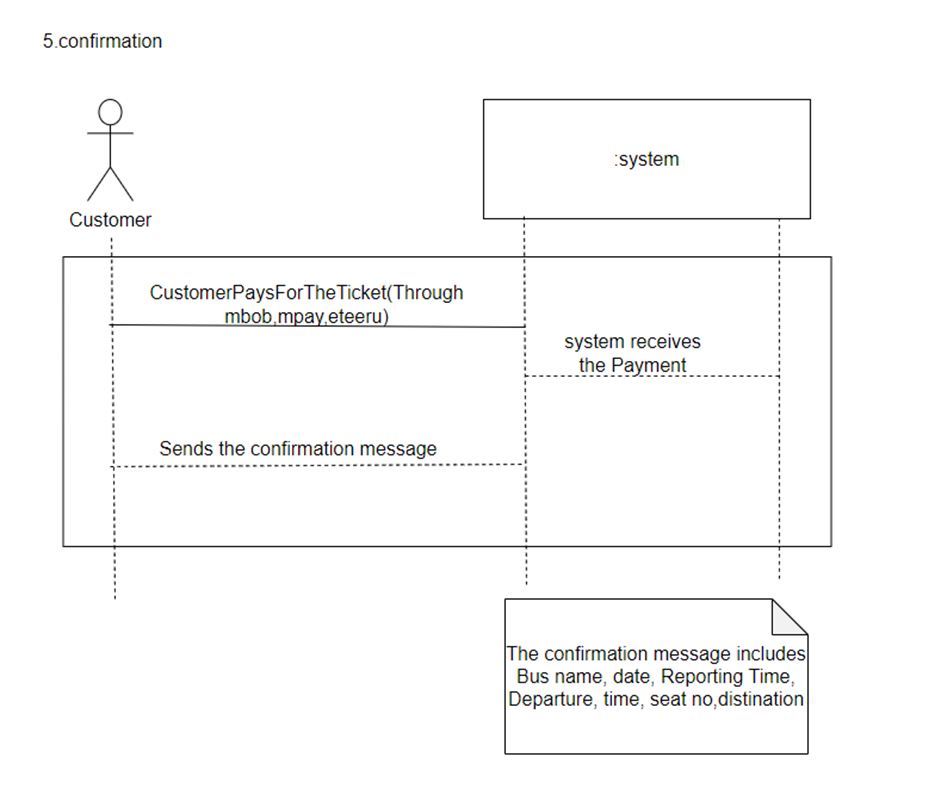 5.confirmation
:system
Customer
CustomerPaysForTheTicket(Through
mbob,mpay,eteeru)
system receives
the Payment
Sends the confirmation message
The confirmation message includes
Bus name, date, Reporting Time,
Departure, time, seat no,distination